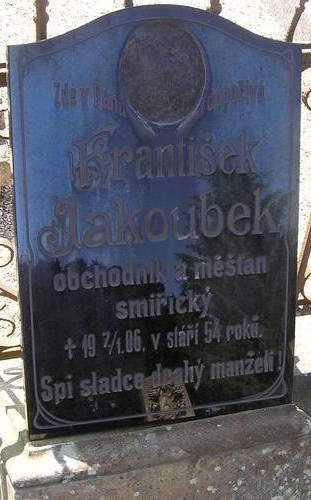 Zde v Pánu odpočívá
František
Jakoubek
obchodník a měšťan
smiřický
✝ 19 7/1. 06. v stáří 54 roků.
Spi sladce drahý manželi!